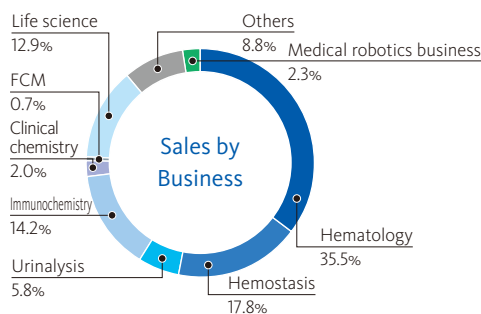 Life science
12.9%
Others
8.8%
Medical robotics business
2.3%
FCM
0.7%
Clinical
chemistry
2.0%
Sales by
Business
Immunochemistry
14.2%
Hematology
35.5%
Urinalysis
5.8%
Hemostasis
17.8%